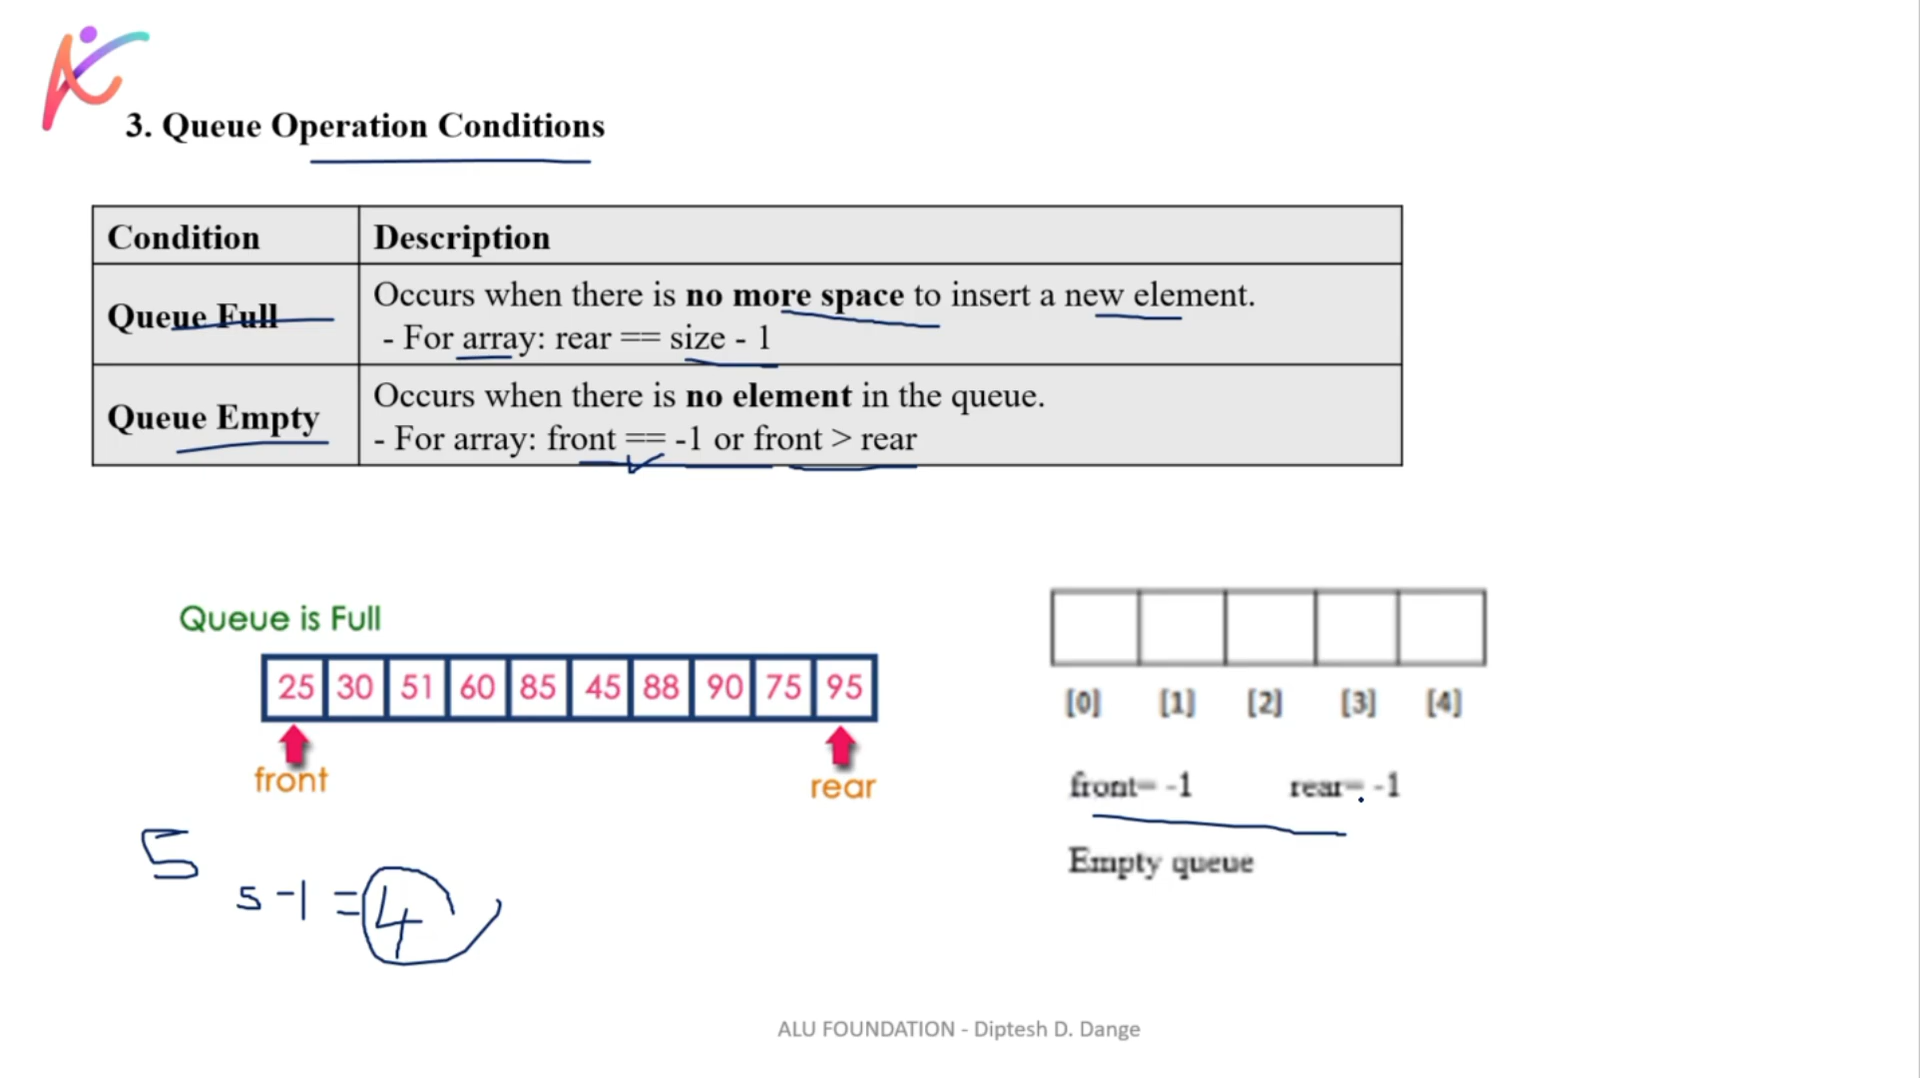 3. Queue Operation Conditions
Condition Description
Queue Full
Occurs when there is no more space to insert a new element.
- For array: rear == size - 1
Queue Empty
Occurs when there is no element in the queue.
- For array: front == -1 or front > rear
Queue is Full
25 30 51 60 85 45 88 90 75 95
front rear
[0] [1] [2] [3] [4]
front= -1 rear= -1
Empty queue
5
5 -1 = 4
ALU FOUNDATION - Diptesh D. Dange